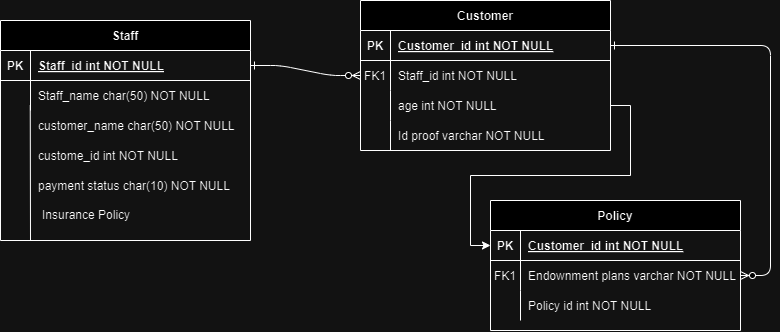 Staff
PK Staff_id int NOT NULL
Staff_name char(50) NOT NULL
customer_name char(50) NOT NULL
custome_id int NOT NULL
payment status char(10) NOT NULL
Insurance Policy
Customer
PK Customer_id int NOT NULL
FK1 Staff_id int NOT NULL
age int NOT NULL
Id proof varchar NOT NULL
Policy
PK Customer_id int NOT NULL
FK1 Endownment plans varchar NOT NULL
Policy id int NOT NULL